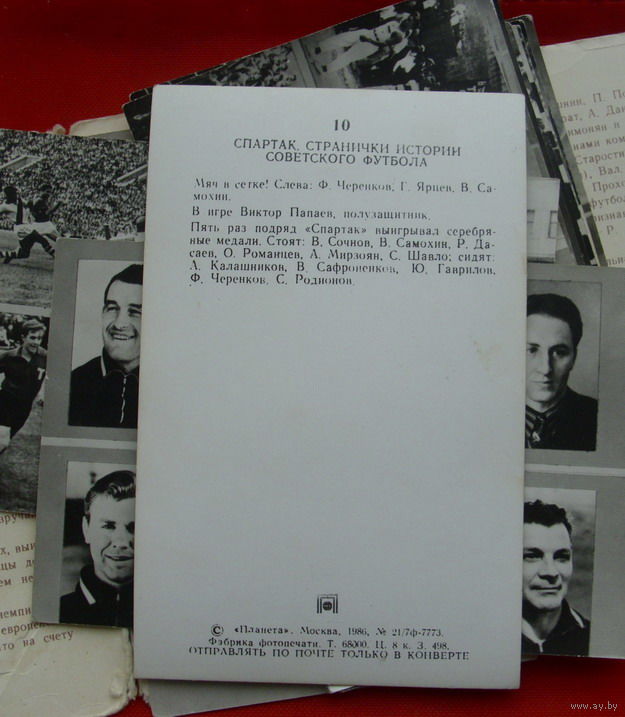 10
СПАРТАК. СТРАНИЧКИ ИСТОРИИ
СОВЕТСКОГО ФУТБОЛА
Мяч в сетке! Слева: Ф. Черенков, Г. Ярцев, В. Са-
мохин.
В игре Виктор Папаев, полузащитник.
Пять раз подряд «Спартак» выигрывал серебря-
ные медали. Стоят: В. Сочнов, В. Самохин, Р. Да-
саев, О. Романцев, А. Мирзоян, С. Шавло; сидят:
А. Калашников, В. Сафроненков, Ю. Гаврилов,
Ф. Черенков, С. Родионов.
© «Планета». Москва, 1986, № 21/7ф-7773.
Фабрика фотопечати. Т. 68000. Ц. 8 к. З. 498.
ОТПРАВЛЯТЬ ПО ПОЧТЕ ТОЛЬКО В КОНВЕРТЕ
www.ay.by